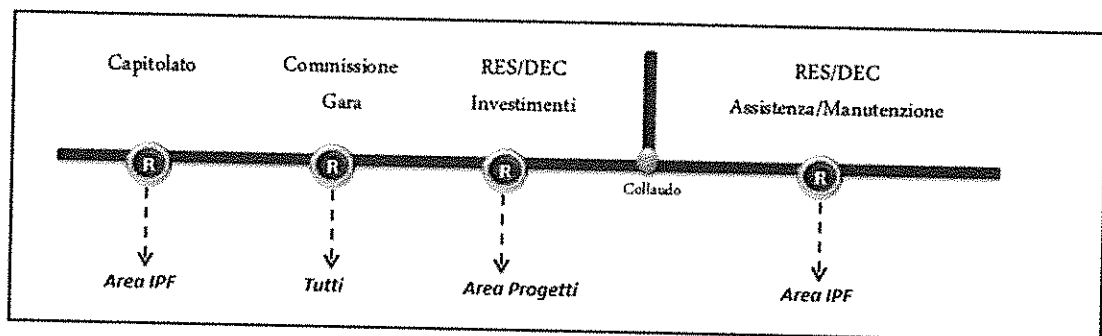 Capitolato
Commissione
Gara
RES/DEC
Investimenti
RES/DEC
Assistenza/Manutenzione
R
R
R
R
Collaudo
Area IPF
Tutti
Area Progetti
Area IPF